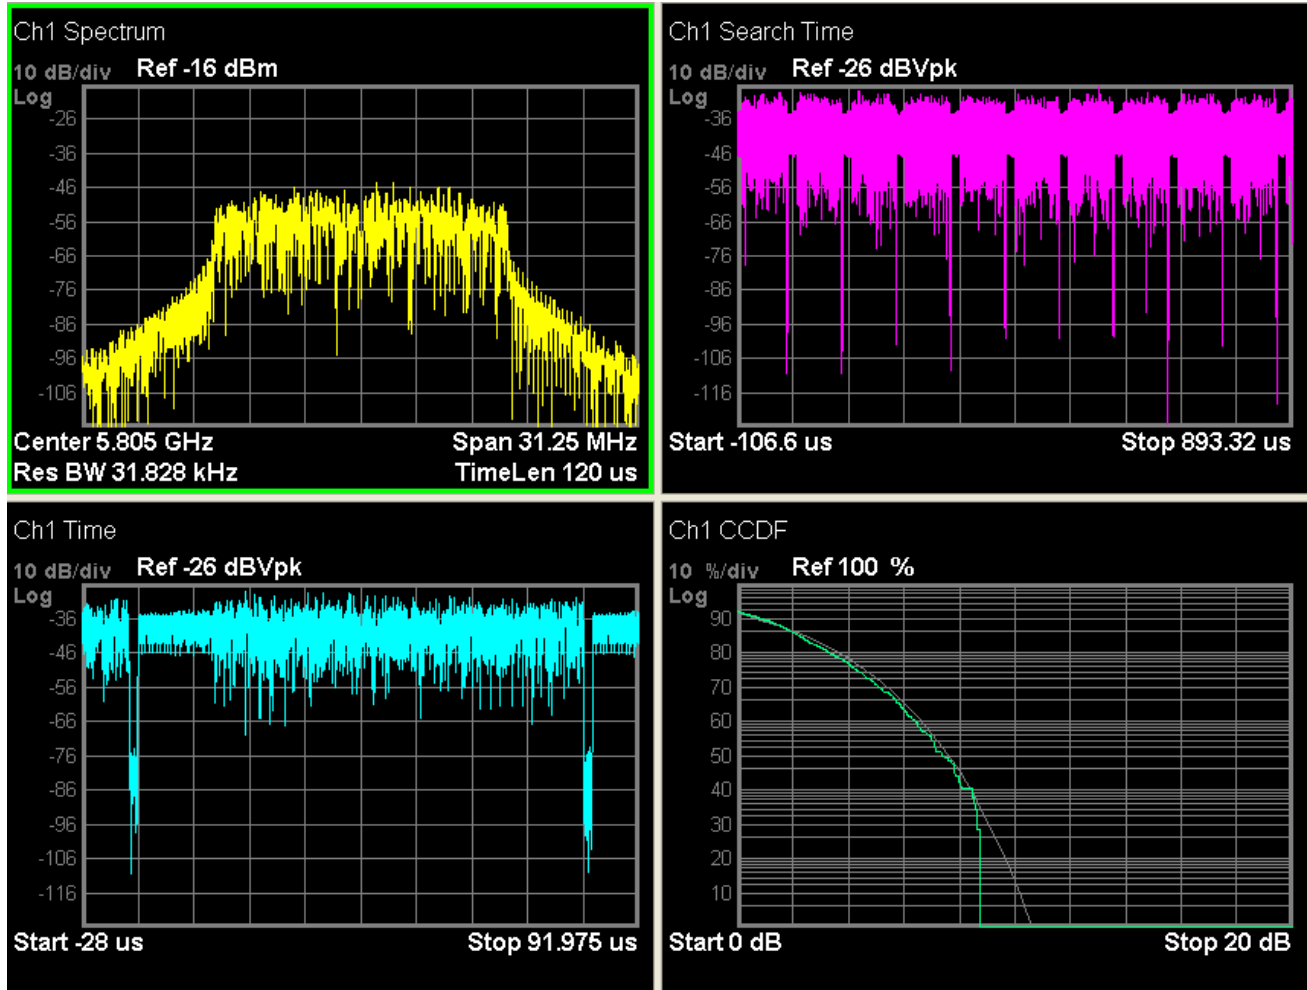 Ch1 Spectrum
10 dB/div Ref -16 dBm
Log
-26
-36
-46
-56
-66
-76
-86
-96
-106
Center 5.805 GHz Span 31.25 MHz
Res BW 31.828 kHz TimeLen 120 us
Ch1 Search Time
10 dB/div Ref -26 dBVpk
Log
-36
-46
-56
-66
-76
-86
-96
-106
-116
Start -106.6 us Stop 893.32 us
Ch1 Time
10 dB/div Ref -26 dBVpk
Log
-36
-46
-56
-66
-76
-86
-96
-106
-116
Start -28 us Stop 91.975 us
Ch1 CCDF
10 %/div Ref 100 %
Log
90
80
70
60
50
40
30
20
10
Start 0 dB Stop 20 dB